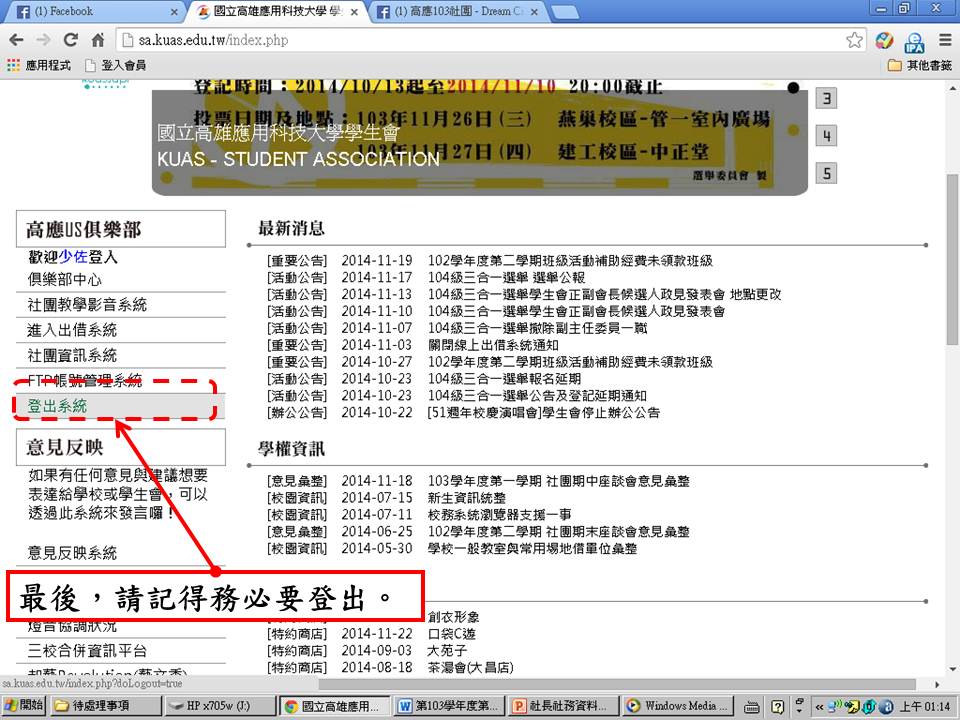 (1) Facebook
國立高雄應用科技大學 學
(1) 高應103社團 - Dream C
sa.kuas.edu.tw/index.php
應用程式
登入會員
其他書籤
登記時間：2014/10/13起至2014/11/10 20:00截止
投票日期及地點：103年11月26日(三) 燕巢校區-管一室內廣場
國立高雄應用科技大學學生會
103年11月27日(四) 建工校區-中正堂
KUAS - STUDENT ASSOCIATION
選舉委員會 製
3
4
5
高應US俱樂部
歡迎少佐登入
俱樂部中心
社團教學影音系統
進入出借系統
社團資訊系統
FTP帳號管理系統
登出系統
意見反映
如果有任何意見與建議想要
表達給學校或學生會，可以
透過此系統來發言囉！
意見反映系統
最後，請記得務必要登出。
燈音協調狀況
三校合併資訊平台
最新消息
[重要公告] 2014-11-19 102學年度第二學期班級活動補助經費未領款班級
[活動公告] 2014-11-17 104級三合一選舉 選舉公報
[活動公告] 2014-11-13 104級三合一選舉學生會正副會長候選人政見發表會 地點更改
[活動公告] 2014-11-10 104級三合一選舉學生會正副會長候選人政見發表會
[活動公告] 2014-11-07 104級三合一選舉撤除副主任委員一職
[重要公告] 2014-11-03 關閉線上出借系統通知
[重要公告] 2014-10-27 102學年度第二學期班級活動補助經費未領款班級
[活動公告] 2014-10-23 104級三合一選舉報名延期
[活動公告] 2014-10-23 104級三合一選舉公告及登記延期通知
[辦公公告] 2014-10-22 [51週年校慶演唱會]學生會停止辦公公告
學權資訊
[意見彙整] 2014-11-18 103學年度第一學期 社團期中座談會意見彙整
[校園資訊] 2014-07-15 新生資訊統整
[校園資訊] 2014-07-11 校務系統瀏覽器支援一事
[意見彙整] 2014-06-25 102學年度第二學期 社團期末座談會意見彙整
[校園資訊] 2014-05-30 學校一般教室與常用場地借單位彙整
創衣形象
[特約商店] 2014-11-22 口袋C遊
[特約商店] 2014-09-03 大苑子
[特約商店] 2014-08-18 茶湯會(大昌店)
sa.kuas.edu.tw/index.php?doLogout=true
開始
待處理事項
HP x705w (J:)
國立高雄應用...
第103學年度第...
社長社務資料...
Windows Media ...
上午 01:14